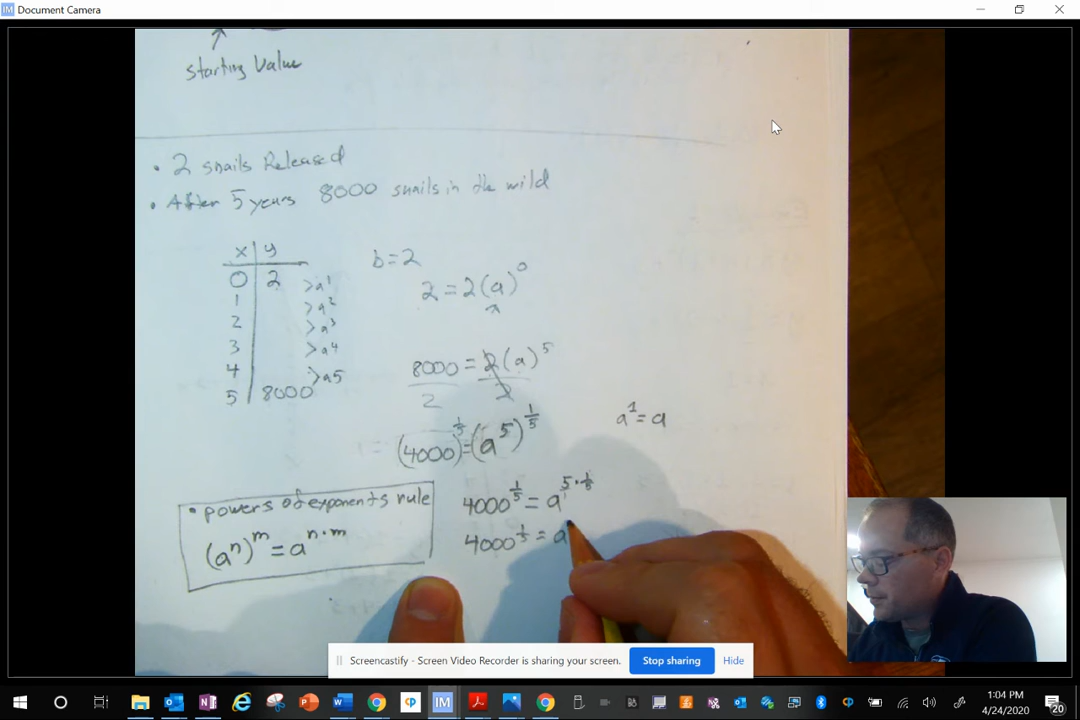 Document Camera
starting Value
• 2 snails Released
• After 5 years 8000 snails in the wild
x | y
0 | 2
1
2
3
4
5 | 8000
>a¹
>a²
>a³
>a4
>a5
b=2
2 = 2(a)⁰
8000 = 2(a)⁵
2 2
(4000)^1/5 = (a⁵)^1/5
a¹ = a
4000^1/5 = a^5·1/5
4000^1/5 = a
• powers of exponents rule
(aⁿ)ᵐ = a^n·m
Screencastify - Screen Video Recorder is sharing your screen.
Stop sharing
Hide
1:04 PM
4/24/2020
20